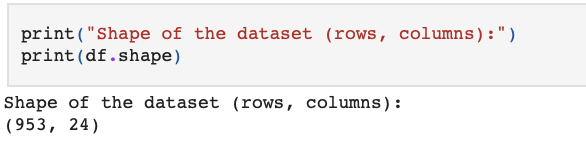 print("Shape of the dataset (rows, columns):")
print(df.shape)
Shape of the dataset (rows, columns):
(953, 24)